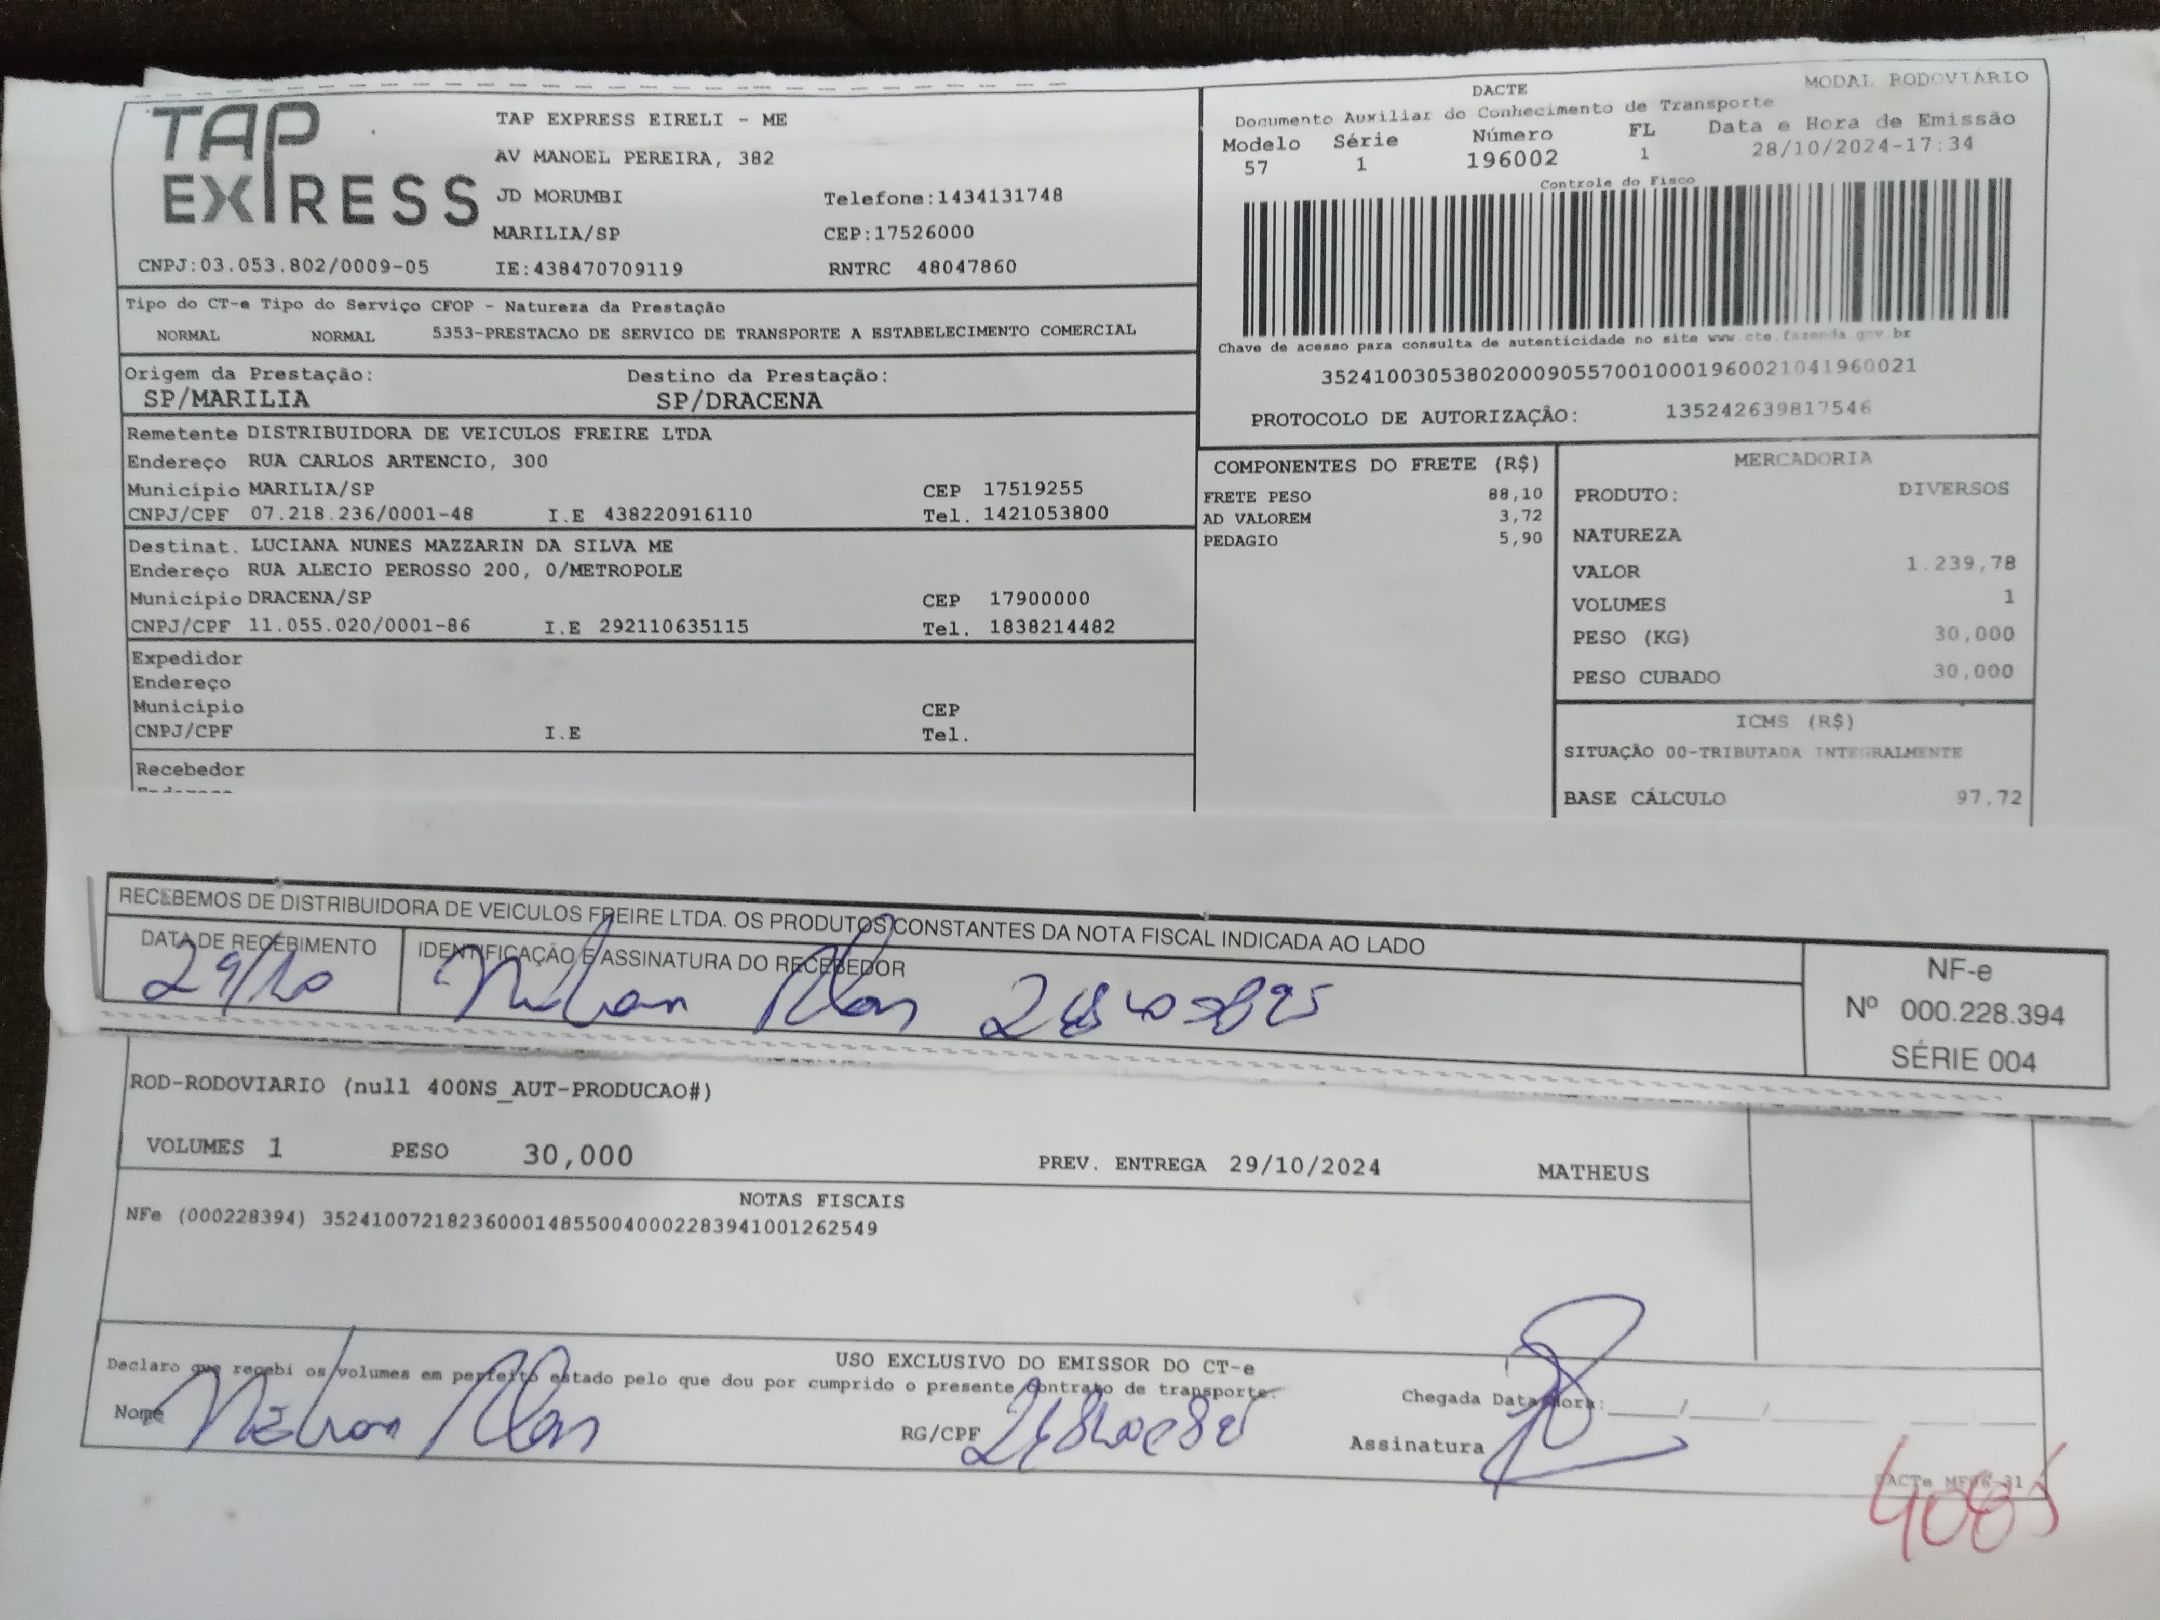 TAP EXPRESS
TAP EXPRESS EIRELI - ME
AV MANOEL PEREIRA, 382
JD MORUMBI Telefone:1434131748
MARILIA/SP CEP:17526000
CNPJ:03.053.802/0009-05 IE:438470709119 RNTRC 48047860
Tipo do CT-e Tipo do Serviço CFOP - Natureza da Prestação
NORMAL NORMAL 5353-PRESTACAO DE SERVICO DE TRANSPORTE A ESTABELECIMENTO COMERCIAL
Origem da Prestação: Destino da Prestação:
SP/MARILIA SP/DRACENA
Remetente DISTRIBUIDORA DE VEICULOS FREIRE LTDA
Endereço RUA CARLOS ARTENCIO, 300
Município MARILIA/SP CEP 17519255
CNPJ/CPF 07.218.236/0001-48 I.E 438220916110 Tel. 1421053800
Destinat. LUCIANA NUNES MAZZARIN DA SILVA ME
Endereço RUA ALECIO PEROSSO 200, 0/METROPOLE
Município DRACENA/SP CEP 17900000
CNPJ/CPF 11.055.020/0001-86 I.E 292110635115 Tel. 1838214482
Expedidor
Endereço
Município CEP
CNPJ/CPF I.E Tel.
Recebedor
Endereço
DACTE MODAL RODOVIÁRIO
Documento Auxiliar do Conhecimento de Transporte
Modelo Série Número FL Data e Hora de Emissão
57 1 196002 1 28/10/2024-17:34
Controle do Fisco
Chave de acesso para consulta de autenticidade no site www.cte.fazenda.gov.br
35241003053802000905570010001960021041960021
PROTOCOLO DE AUTORIZAÇÃO: 135242639817546
COMPONENTES DO FRETE (R$)
FRETE PESO 88,10
AD VALOREM 3,72
PEDAGIO 5,90
MERCADORIA
PRODUTO: DIVERSOS
NATUREZA
VALOR 1.239,78
VOLUMES 1
PESO (KG) 30,000
PESO CUBADO 30,000
ICMS (R$)
SITUAÇÃO 00-TRIBUTADA INTEGRALMENTE
BASE CÁLCULO 97,72
RECEBEMOS DE DISTRIBUIDORA DE VEICULOS FREIRE LTDA. OS PRODUTOS CONSTANTES DA NOTA FISCAL INDICADA AO LADO
DATA DE RECEBIMENTO IDENTIFICAÇÃO E ASSINATURA DO RECEBEDOR
29/10
NF-e
Nº 000.228.394
SÉRIE 004
ROD-RODOVIARIO (null 400NS_AUT-PRODUCAO#)
VOLUMES 1 PESO 30,000 PREV. ENTREGA 29/10/2024 MATHEUS
NOTAS FISCAIS
NFe (000228394) 35241007218236000148550040002283941001262549
USO EXCLUSIVO DO EMISSOR DO CT-e
Declaro que recebi os volumes em perfeito estado pelo que dou por cumprido o presente contrato de transporte.
Chegada Data/Hora:
Nome RG/CPF Assinatura